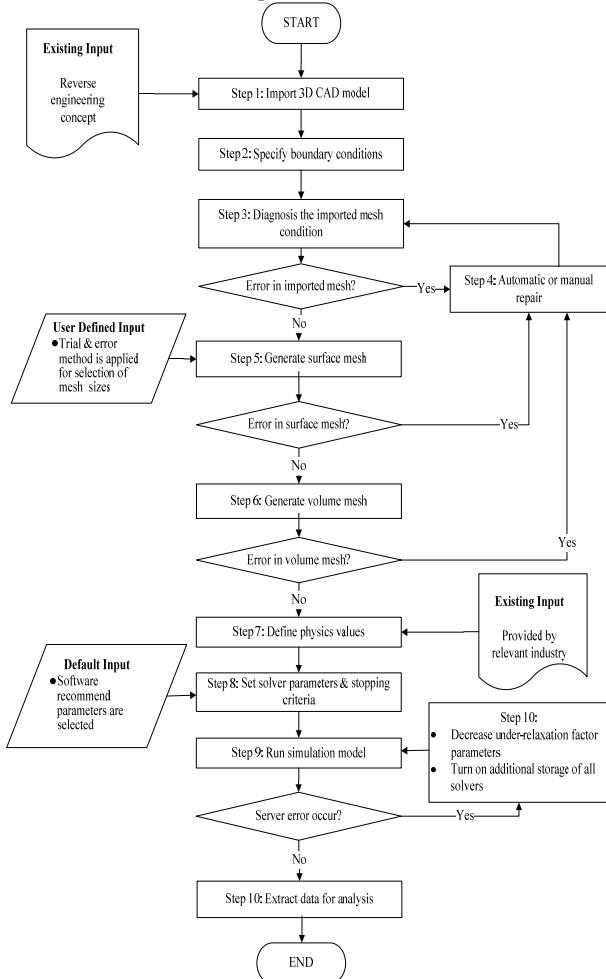 START
Existing Input
Reverse
engineering
concept
Step 1: Import 3D CAD model
Step 2: Specify boundary conditions
Step 3: Diagnosis the imported mesh
condition
Error in imported mesh?
Yes
Step 4: Automatic or manual
repair
No
User Defined Input
●Trial & error
method is applied
for selection of
mesh sizes
Step 5: Generate surface mesh
Error in surface mesh?
Yes
No
Step 6: Generate volume mesh
Yes
Error in volume mesh?
No
Existing Input
Provided by
relevant industry
Step 7: Define physics values
Default Input
●Software
recommend
parameters are
selected
Step 8: Set solver parameters & stopping
criteria
Step 10:
● Decrease under-relaxation factor
parameters
● Turn on additional storage of all
solvers
Step 9: Run simulation model
Server error occur?
Yes
No
Step 10: Extract data for analysis
END